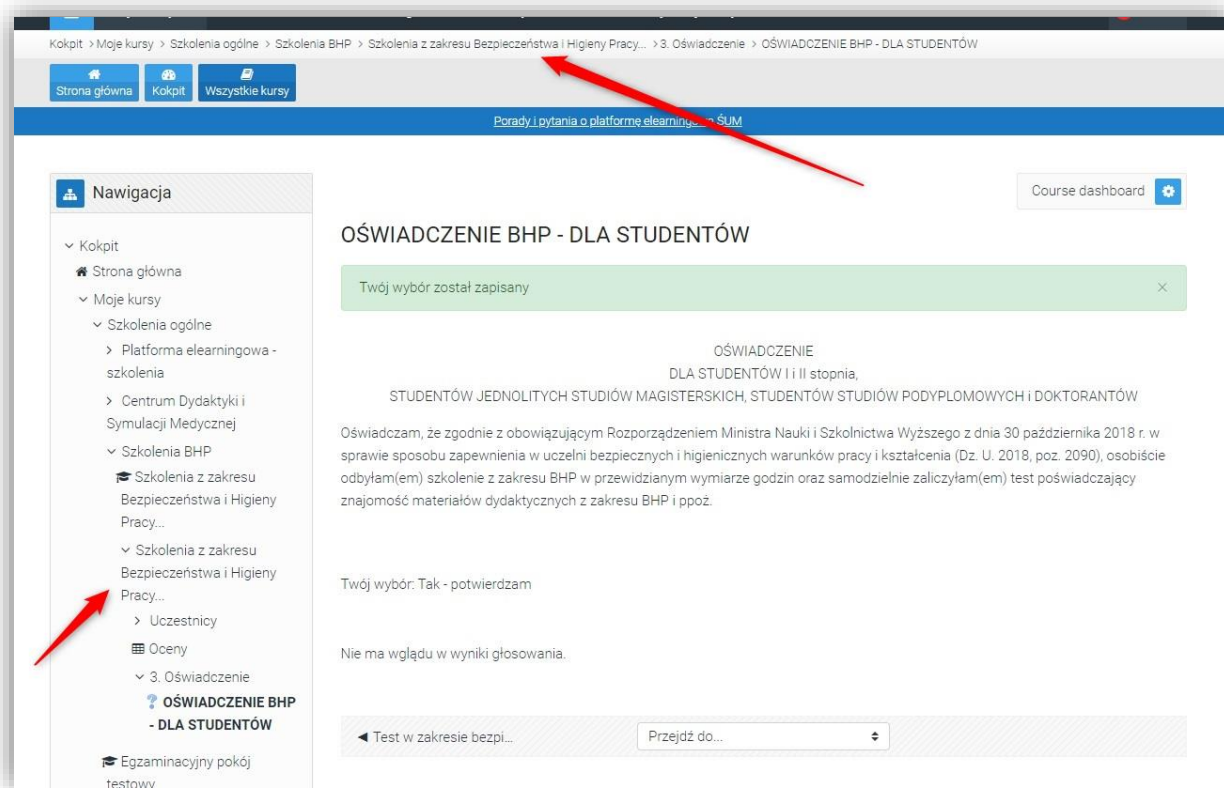 Kokpit > Moje kursy > Szkolenia ogólne > Szkolenia BHP > Szkolenia z zakresu Bezpieczeństwa i Higieny Pracy... > 3. Oświadczenie > OŚWIADCZENIE BHP - DLA STUDENTÓW
Strona główna
Kokpit
Wszystkie kursy
Porady i pytania o platformę elearningową ŚUM
Nawigacja
Kokpit
Strona główna
Moje kursy
Szkolenia ogólne
Platforma elearningowa -
szkolenia
Centrum Dydaktyki i
Symulacji Medycznej
Szkolenia BHP
Szkolenia z zakresu
Bezpieczeństwa i Higieny
Pracy...
Szkolenia z zakresu
Bezpieczeństwa i Higieny
Pracy...
Uczestnicy
Oceny
3. Oświadczenie
OŚWIADCZENIE BHP
- DLA STUDENTÓW
Egzaminacyjny pokój
testowy
Course dashboard
OŚWIADCZENIE BHP - DLA STUDENTÓW
Twój wybór został zapisany ×
OŚWIADCZENIE
DLA STUDENTÓW I i II stopnia,
STUDENTÓW JEDNOLITYCH STUDIÓW MAGISTERSKICH, STUDENTÓW STUDIÓW PODYPLOMOWYCH i DOKTORANTÓW
Oświadczam, że zgodnie z obowiązującym Rozporządzeniem Ministra Nauki i Szkolnictwa Wyższego z dnia 30 października 2018 r. w
sprawie sposobu zapewnienia w uczelni bezpiecznych i higienicznych warunków pracy i kształcenia (Dz. U. 2018, poz. 2090), osobiście
odbyłam(em) szkolenie z zakresu BHP w przewidzianym wymiarze godzin oraz samodzielnie zaliczyłam(em) test poświadczający
znajomość materiałów dydaktycznych z zakresu BHP i ppoż.
Twój wybór: Tak - potwierdzam
Nie ma wglądu w wyniki głosowania.
◄ Test w zakresie bezpi...
Przejdź do...